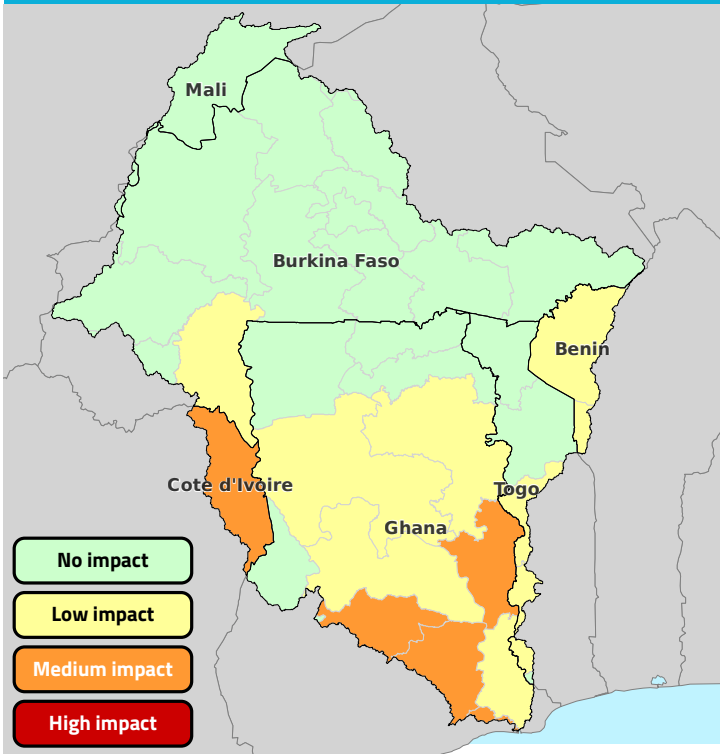 Mali
Burkina Faso
Benin
Cote d'Ivoire
Togo
Ghana
No impact
Low impact
Medium impact
High impact